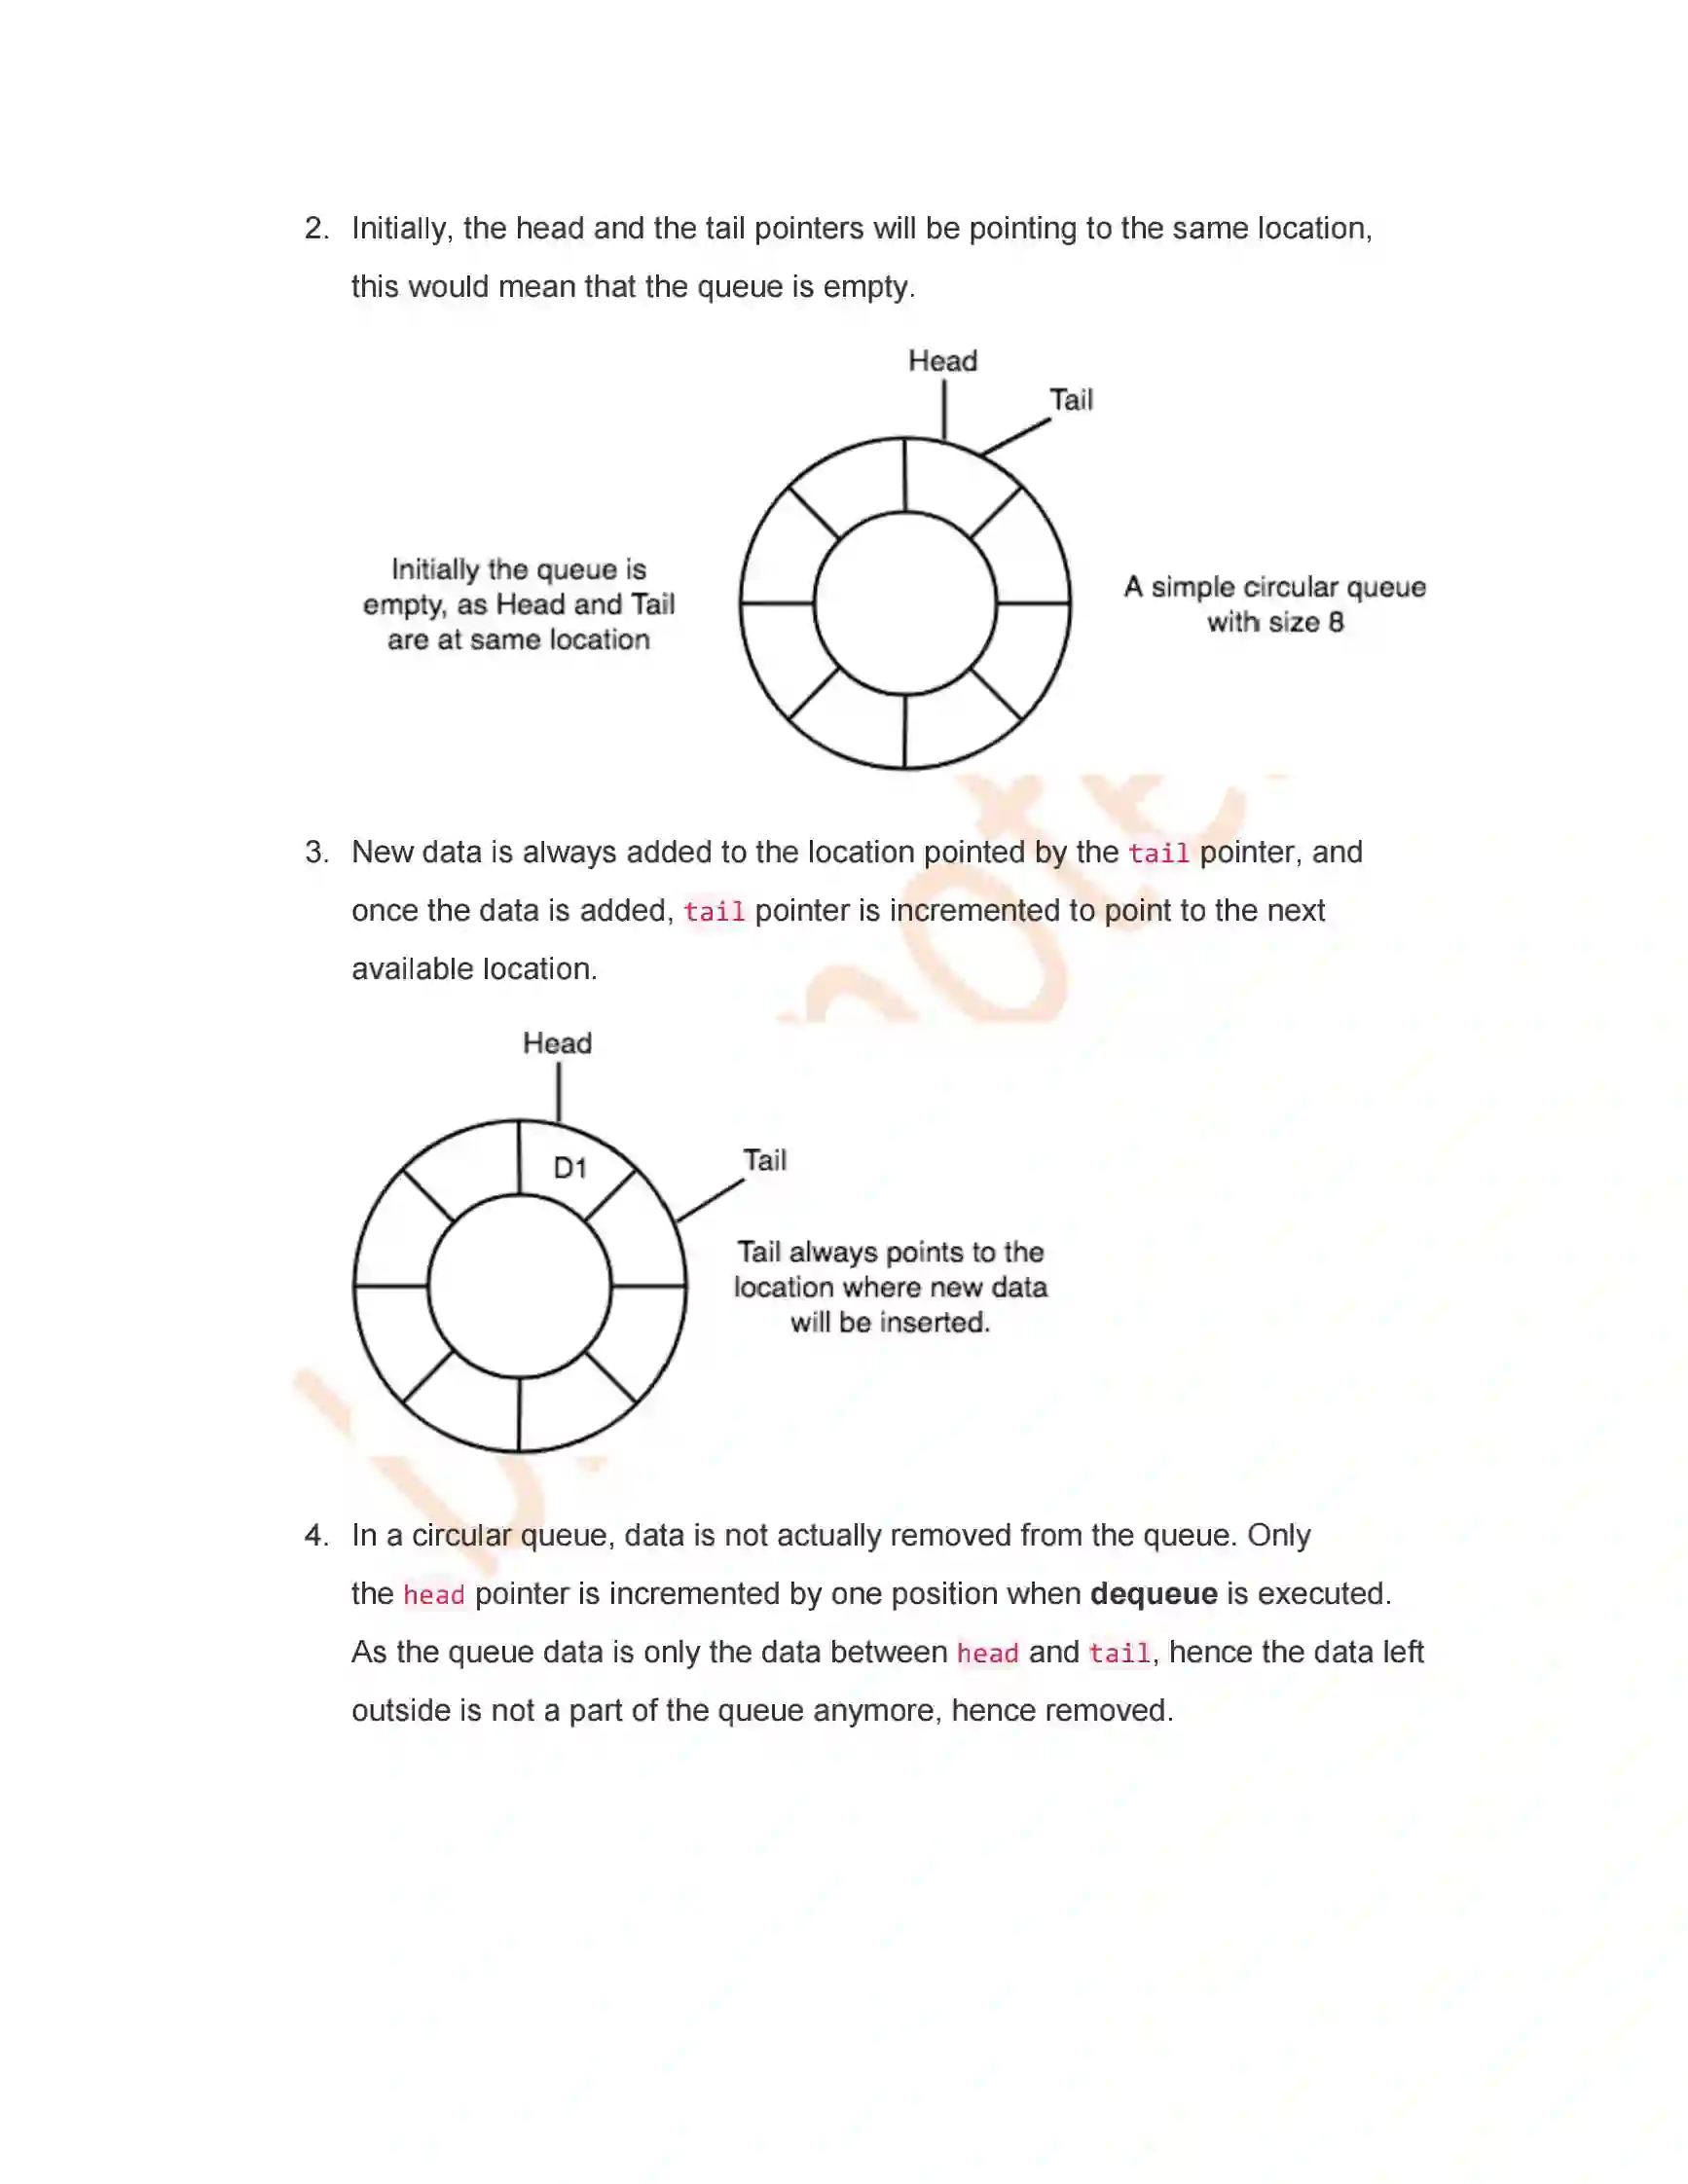 2. Initially, the head and the tail pointers will be pointing to the same location,
this would mean that the queue is empty.
Head
Tail
Initially the queue is
empty, as Head and Tail
are at same location
A simple circular queue
with size 8
3. New data is always added to the location pointed by the tail pointer, and
once the data is added, tail pointer is incremented to point to the next
available location.
Head
D1
Tail
Tail always points to the
location where new data
will be inserted.
4. In a circular queue, data is not actually removed from the queue. Only
the head pointer is incremented by one position when dequeue is executed.
As the queue data is only the data between head and tail, hence the data left
outside is not a part of the queue anymore, hence removed.